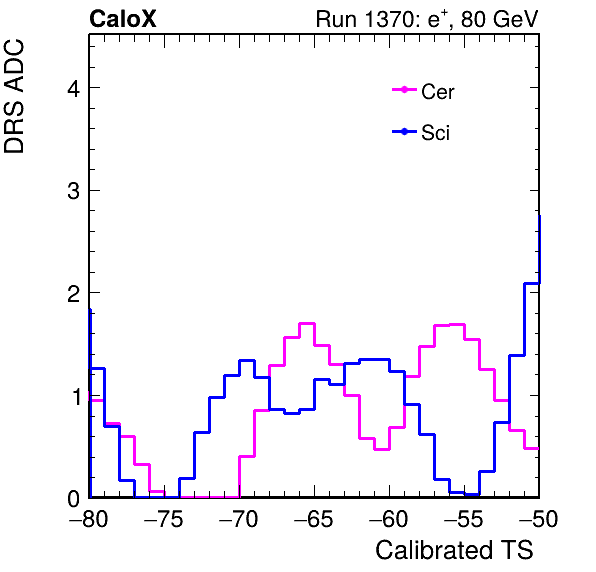 CaloX Run 1370: e⁺, 80 GeV
DRS ADC
4
3
2
1
0
Cer
Sci
−80 −75 −70 −65 −60 −55 −50
Calibrated TS